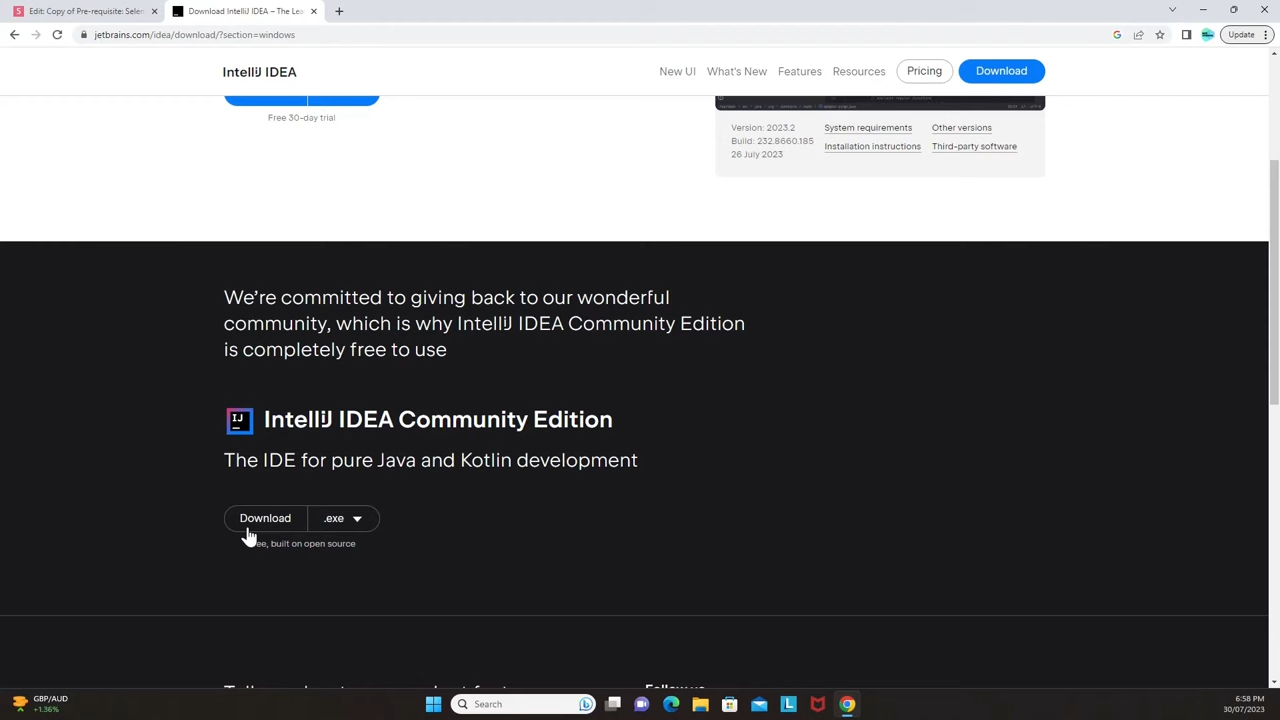 Edit: Copy of Pre-requisite: Selen
Download IntelliJ IDEA – The Lea
jetbrains.com/idea/download/?section=windows
Update
IntelliJ IDEA
New UI
What's New
Features
Resources
Pricing
Download
Free 30-day trial
Version: 2023.2
System requirements
Other versions
Build: 232.8660.185
Installation instructions
Third-party software
26 July 2023
We're committed to giving back to our wonderful
community, which is why IntelliJ IDEA Community Edition
is completely free to use
IJ
IntelliJ IDEA Community Edition
The IDE for pure Java and Kotlin development
Download
.exe
built on open source
GBP/AUD
+1.36%
Search
6:58 PM
30/07/2023